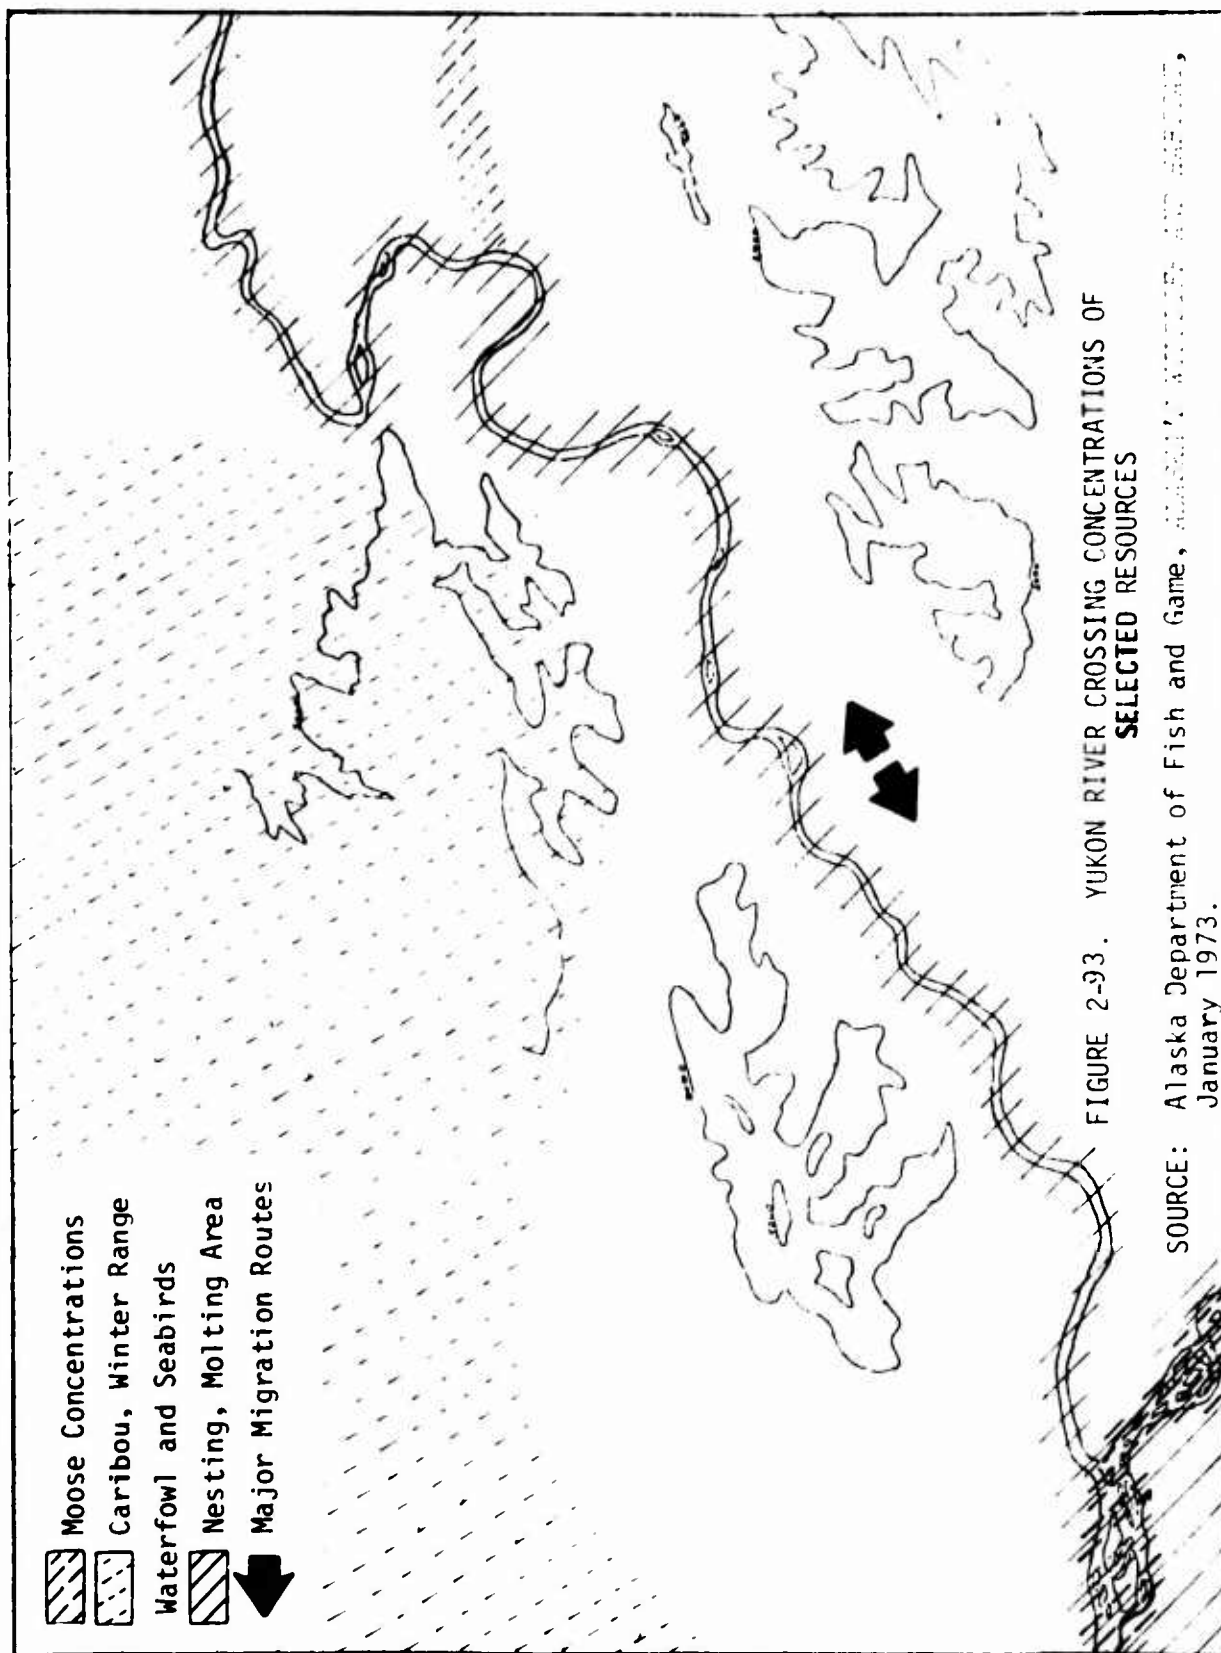 Moose Concentrations
Caribou, Winter Range
Waterfowl and Seabirds
Nesting, Molting Area
Major Migration Routes
FIGURE 2-93. YUKON RIVER CROSSING CONCENTRATIONS OF
SELECTED RESOURCES
SOURCE: Alaska Department of Fish and Game,
January 1973.